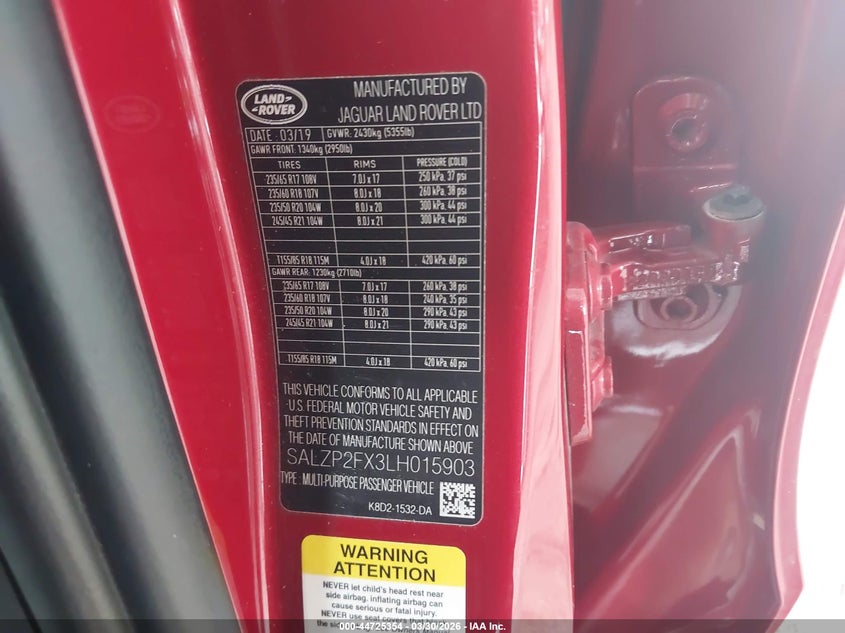 LAND ROVER
MANUFACTURED BY
JAGUAR LAND ROVER LTD
DATE: 03/19 GVWR: 2430kg (5355lb)
GAWR FRONT: 1340kg (2950lb)
TIRES RIMS PRESSURE (COLD)
235/65 R17 108V 7.0J x 17 250 kPa, 37 psi
235/60 R18 107V 8.0J x 18 260 kPa, 38 psi
235/50 R20 104W 8.0J x 20 300 kPa, 44 psi
245/45 R21 104W 8.0J x 21 300 kPa, 44 psi
T155/85 R18 115M 4.0J x 18 420 kPa, 60 psi
GAWR REAR: 1230kg (2710lb)
235/65 R17 108V 7.0J x 17 260 kPa, 38 psi
235/60 R18 107V 8.0J x 18 240 kPa, 35 psi
235/50 R20 104W 8.0J x 20 290 kPa, 43 psi
245/45 R21 104W 8.0J x 21 290 kPa, 43 psi
T155/85 R18 115M 4.0J x 18 420 kPa, 60 psi
THIS VEHICLE CONFORMS TO ALL APPLICABLE
U.S. FEDERAL MOTOR VEHICLE SAFETY AND
THEFT PREVENTION STANDARDS IN EFFECT ON
THE DATE OF MANUFACTURE SHOWN ABOVE
SALZP2FX3LH015903
TYPE: MULTI-PURPOSE PASSENGER VEHICLE
K8D2-1532-DA
WARNING
ATTENTION
NEVER let child's head rest near
side airbag, inflating airbag can
cause serious or fatal injury.
NEVER use seat covers
the
000-44725354 - 03/30/2026 - IAA Inc.